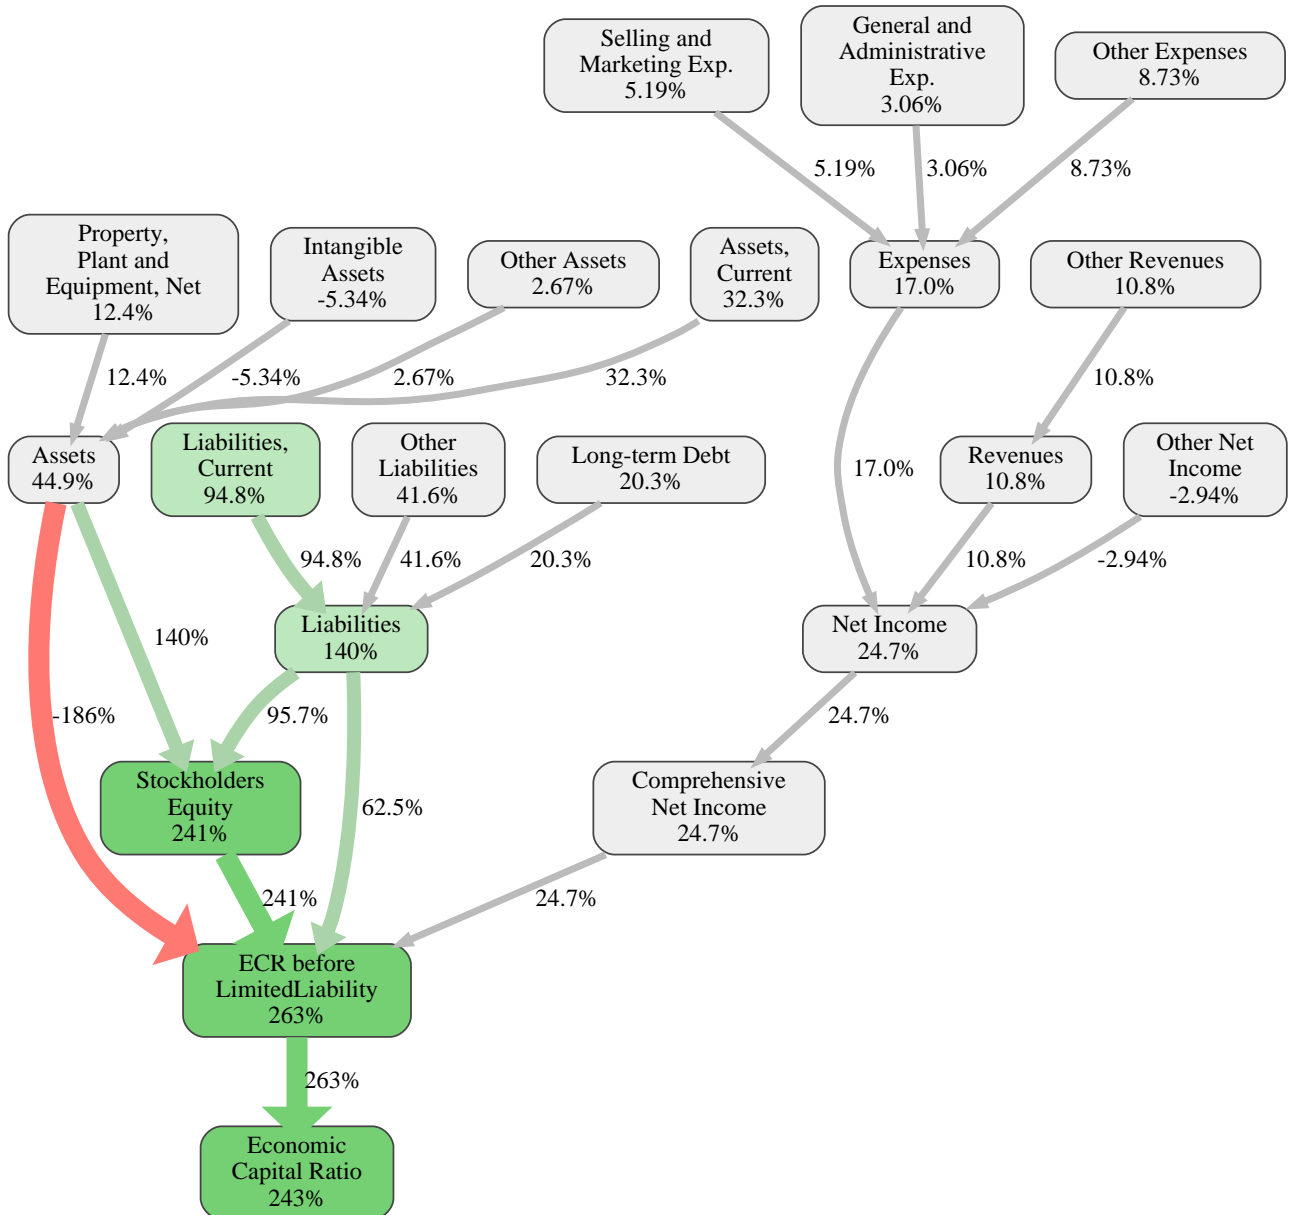 Selling and
Marketing Exp.
5.19%
General and
Administrative
Exp.
3.06%
Other Expenses
8.73%
5.19%
3.06%
8.73%
Property,
Plant and
Equipment, Net
12.4%
Intangible
Assets
-5.34%
Other Assets
2.67%
Assets,
Current
32.3%
Expenses
17.0%
Other Revenues
10.8%
12.4%
-5.34%
2.67%
32.3%
10.8%
Assets
44.9%
Liabilities,
Current
94.8%
Other
Liabilities
41.6%
Long-term Debt
20.3%
17.0%
Revenues
10.8%
Other Net
Income
-2.94%
94.8%
41.6%
20.3%
10.8%
-2.94%
140%
Liabilities
140%
Net Income
24.7%
-186%
95.7%
24.7%
Stockholders
Equity
241%
62.5%
Comprehensive
Net Income
24.7%
241%
24.7%
ECR before
LimitedLiability
263%
263%
Economic
Capital Ratio
243%